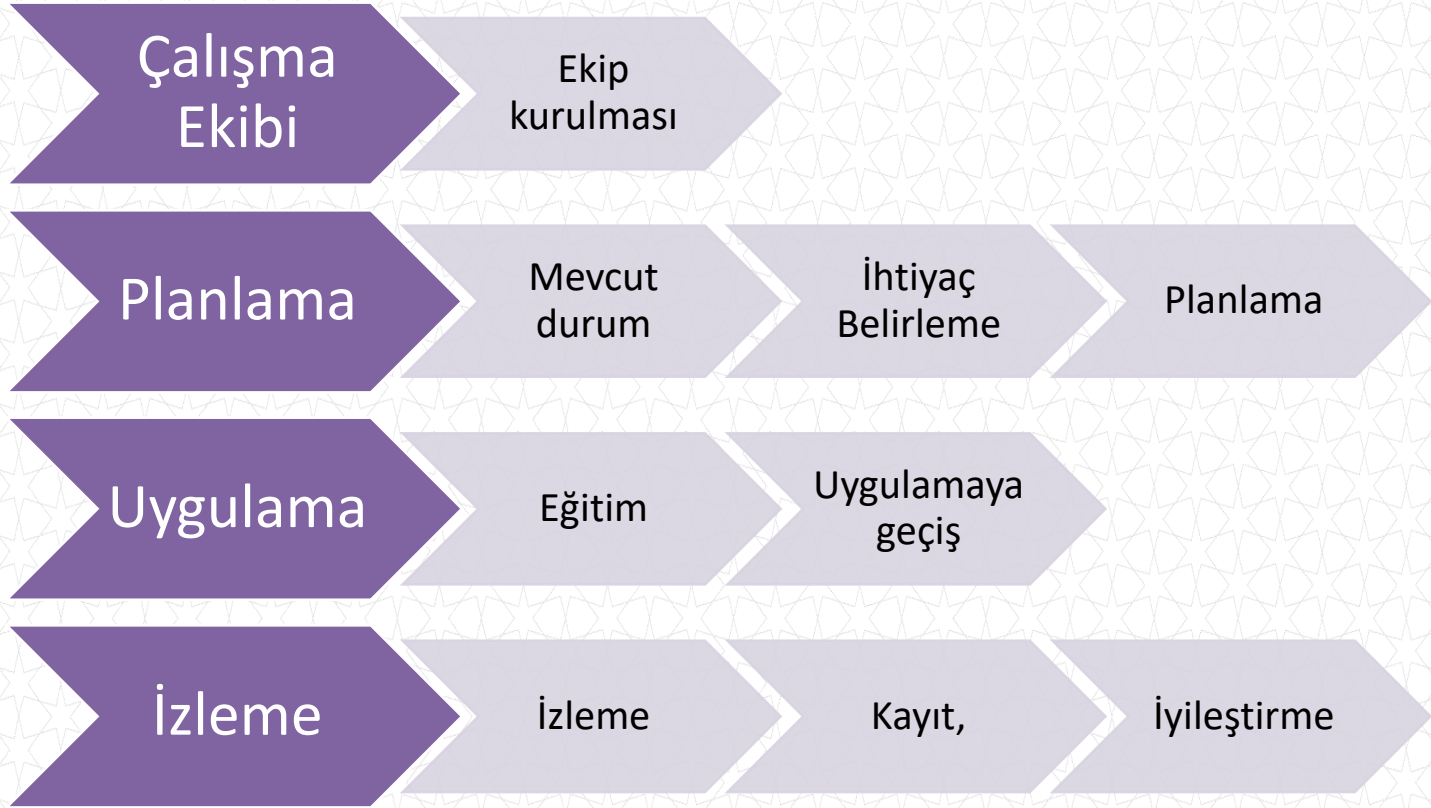 Çalışma
Ekibi
Ekip
kurulması
Planlama
Mevcut
durum
İhtiyaç
Belirleme
Planlama
Uygulama
Eğitim
Uygulamaya
geçiş
İzleme
İzleme
Kayıt,
İyileştirme